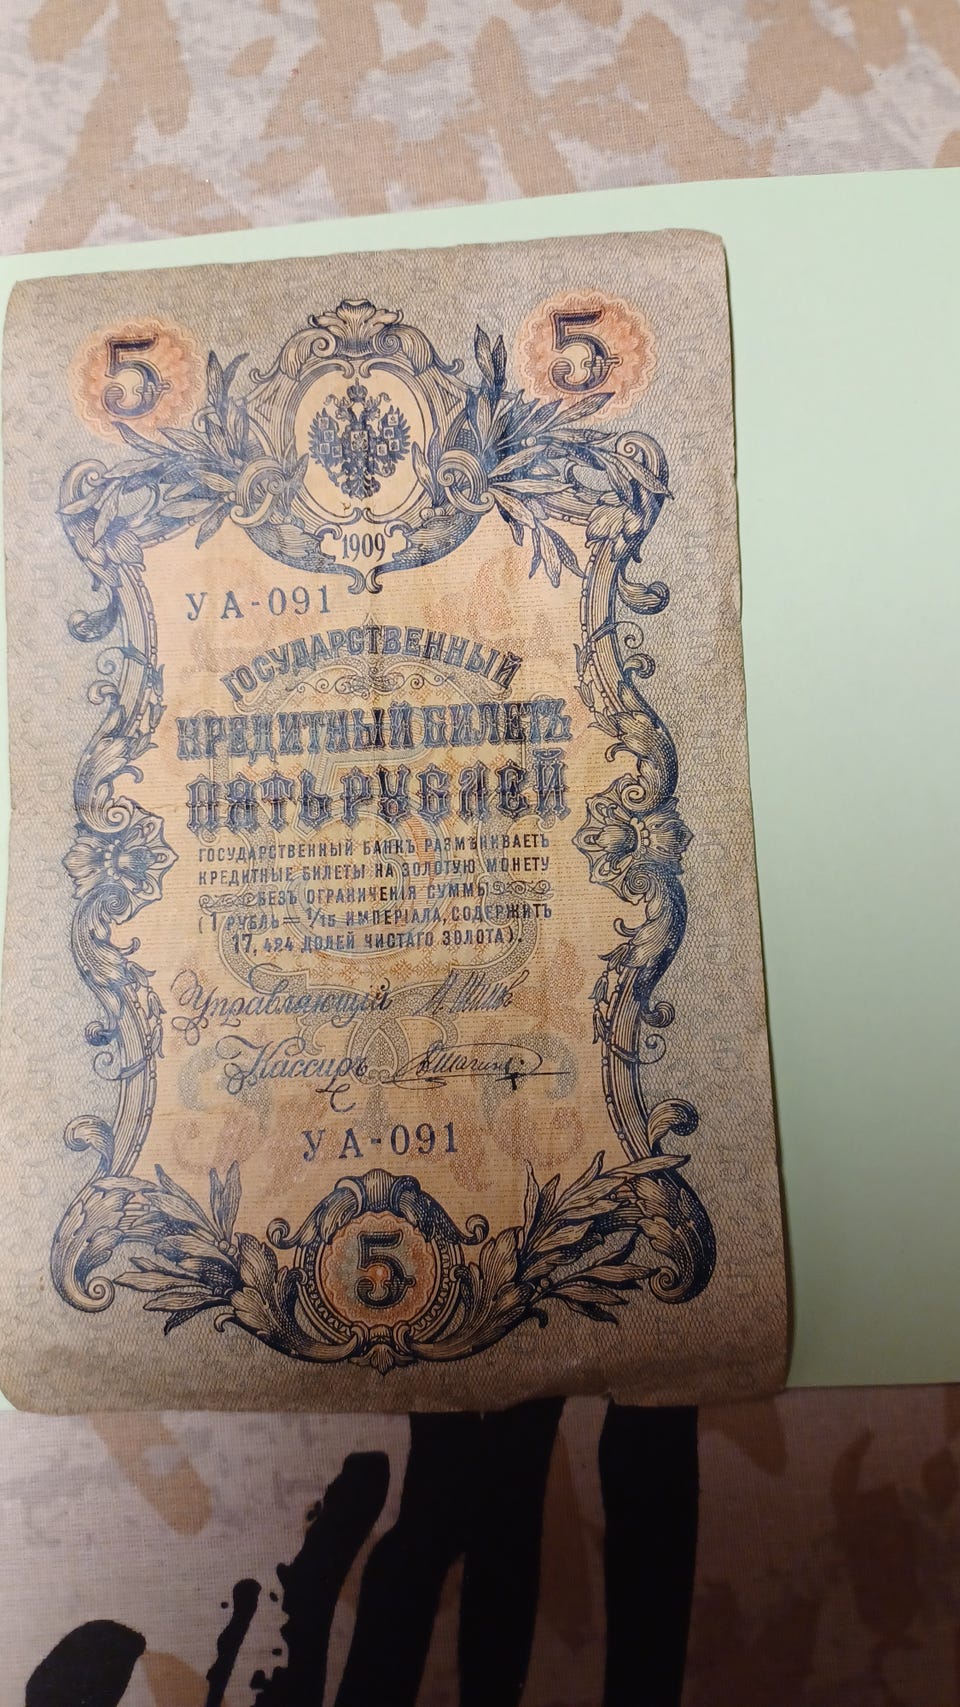 5 5
1909
УА-091
ГОСУДАРСТВЕННЫЙ
КРЕДИТНЫЙ БИЛЕТЪ
ПЯТЬ РУБЛЕЙ
ГОСУДАРСТВЕННЫЙ БАНКЪ РАЗМѢНИВАЕТЪ
КРЕДИТНЫЕ БИЛЕТЫ НА ЗОЛОТУЮ МОНЕТУ
БЕЗЪ ОГРАНИЧЕНІЯ СУММЫ
(1 РУБЛЬ = 1/15 ИМПЕРІАЛА, СОДЕРЖИТЪ
17,424 ДОЛЕЙ ЧИСТАГО ЗОЛОТА).
Управляющій
Кассиръ
УА-091
5